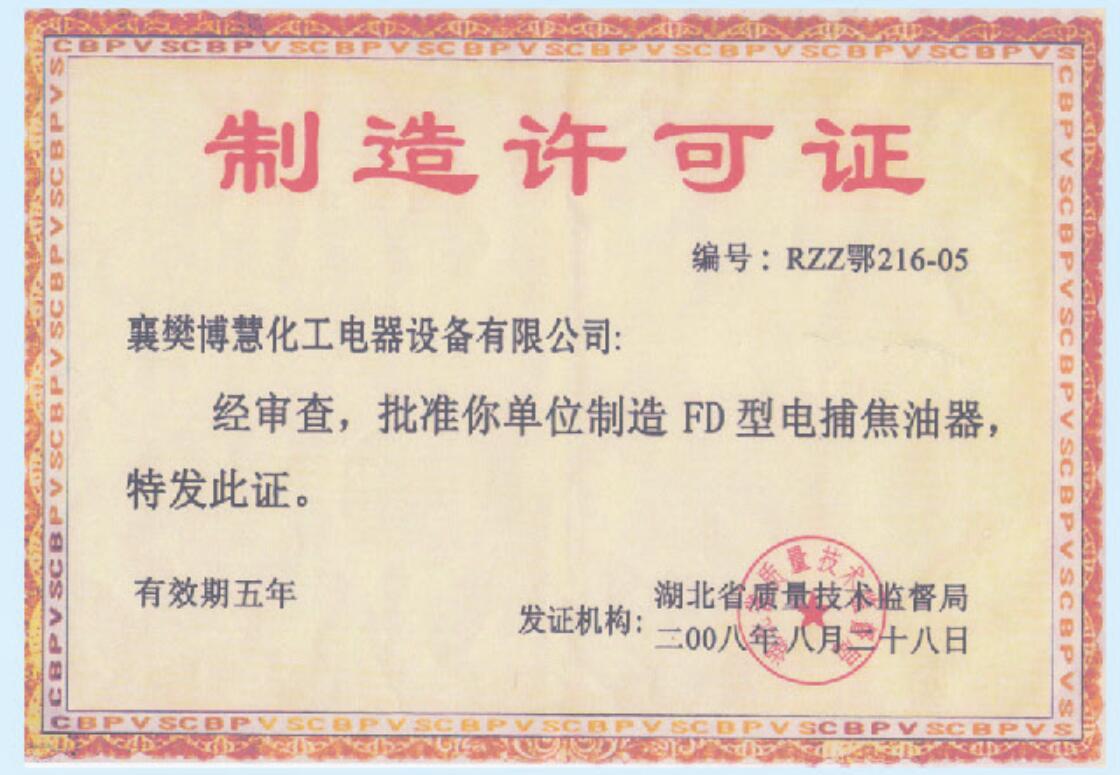 CBPVSCBPVSCBPVSCBPVSCBPVSCBPVSCBPVSCBPVS
制造许可证
编号：RZZ鄂216-05
襄樊博慧化工电器设备有限公司:
经审查，批准你单位制造 FD 型电捕焦油器，
特发此证。
有效期五年
发证机构:
湖北省质量技术监督局
二00八年八月二十八日
CBPVSCBPVSCBPVSCBPVSCBPVSCBPVSCBPVSCBPVS